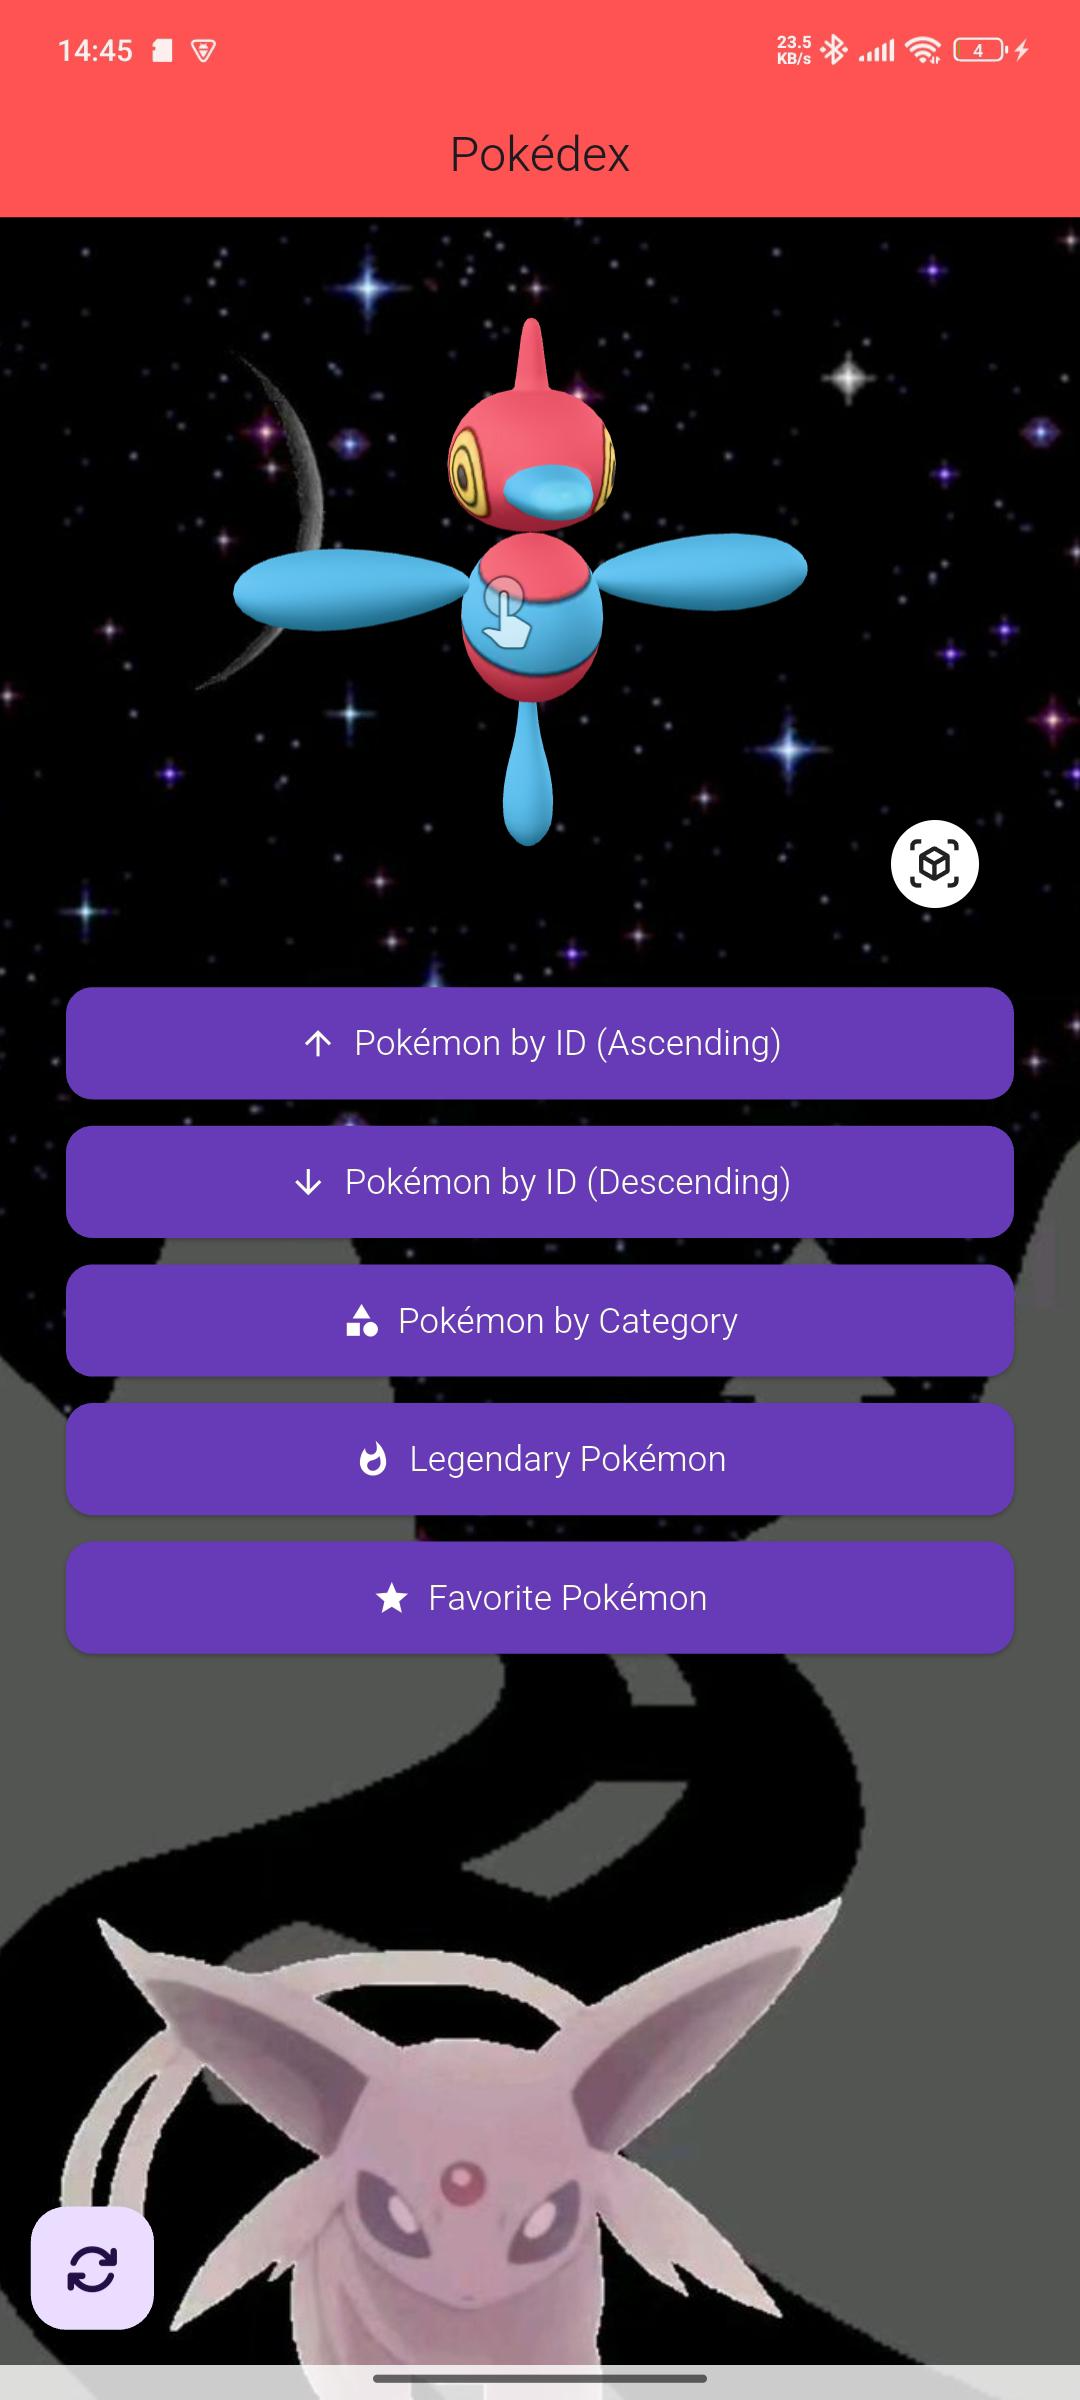 14:45
23.5
KB/s
4
Pokédex
Pokémon by ID (Ascending)
Pokémon by ID (Descending)
Pokémon by Category
Legendary Pokémon
Favorite Pokémon